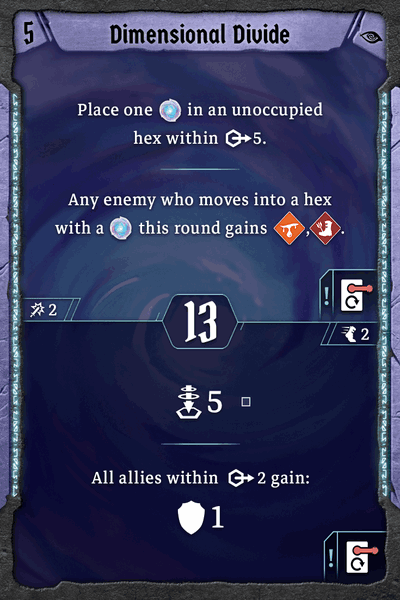 5 Dimensional Divide
Place one in an unoccupied
hex within 5.
Any enemy who moves into a hex
with a this round gains , .
!
2
13
2
5
All allies within 2 gain:
1
!